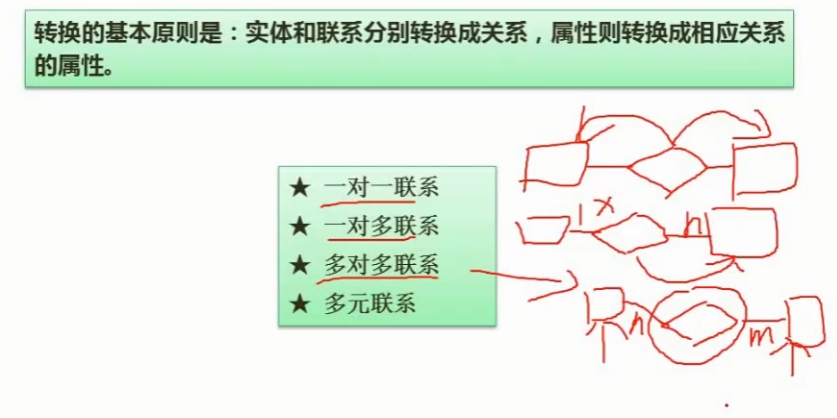 转换的基本原则是：实体和联系分别转换成关系，属性则转换成相应关系
的属性。
★ 一对一联系
★ 一对多联系
1 X n
★ 多对多联系
★ 多元联系
n m